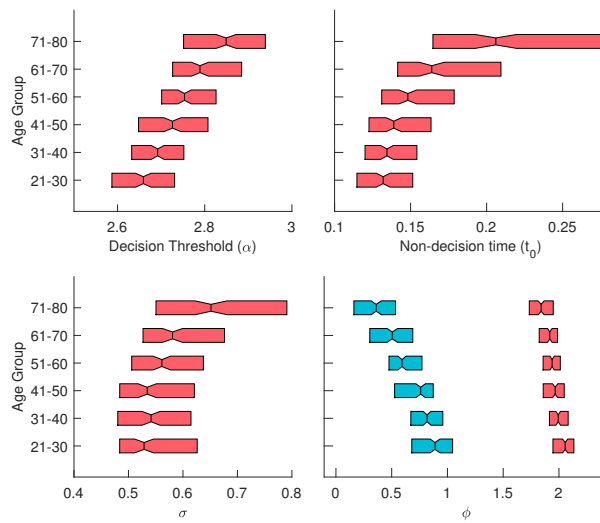 Age Group
71-80
61-70
51-60
41-50
31-40
21-30
2.6 2.8 3
Decision Threshold (α)
0.1 0.15 0.2 0.25
Non-decision time (t0)
Age Group
71-80
61-70
51-60
41-50
31-40
21-30
0.4 0.5 0.6 0.7 0.8
σ
0 0.5 1 1.5 2
ϕ